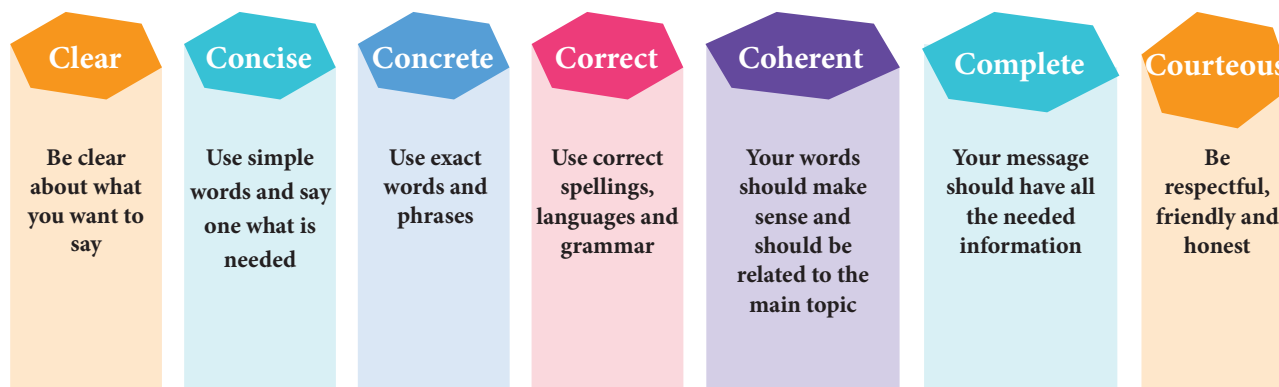 Clear
Be clear
about what
you want to
say
Concise
Use simple
words and say
one what is
needed
Concrete
Use exact
words and
phrases
Correct
Use correct
spellings,
languages and
grammar
Coherent
Your words
should make
sense and
should be
related to the
main topic
Complete
Your message
should have all
the needed
information
Courteous
Be
respectful,
friendly and
honest